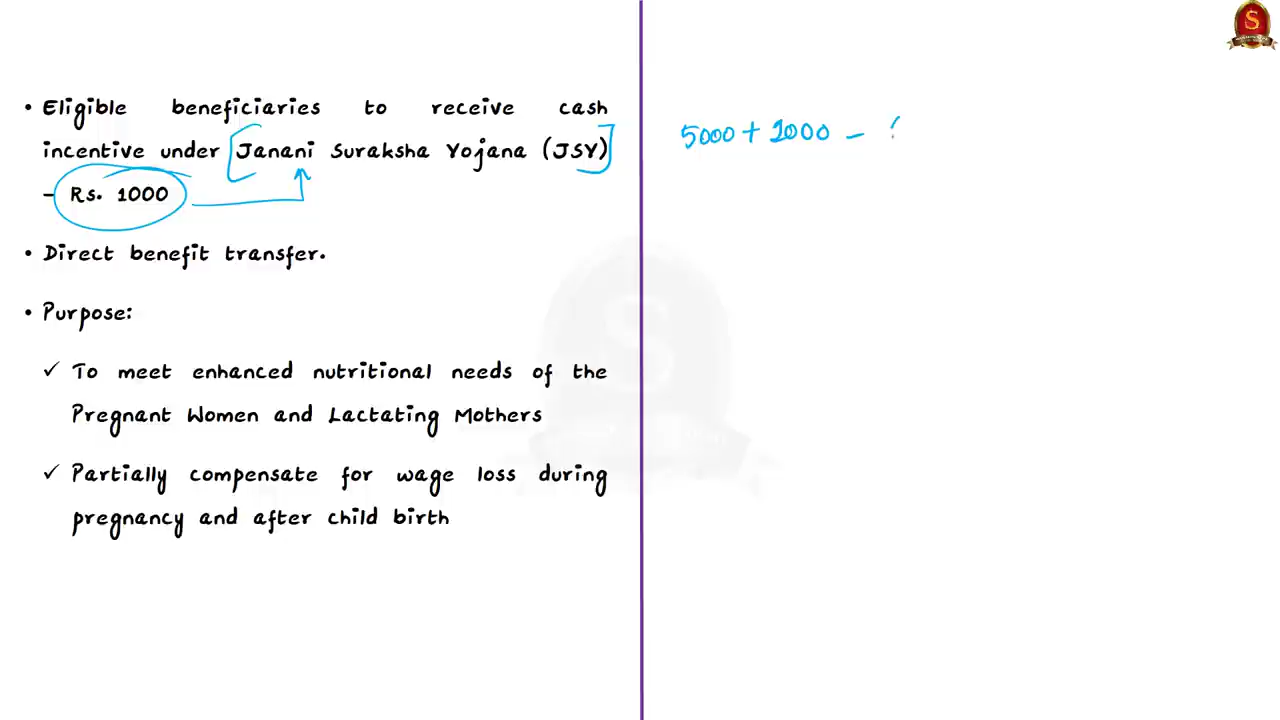 • Eligible beneficiaries to receive cash
incentive under Janani Suraksha Yojana (JSY)
- Rs. 1000
• Direct benefit transfer.
• Purpose:
✓ To meet enhanced nutritional needs of the
Pregnant Women and Lactating Mothers
✓ Partially compensate for wage loss during
pregnancy and after child birth
5000 + 1000 -
S